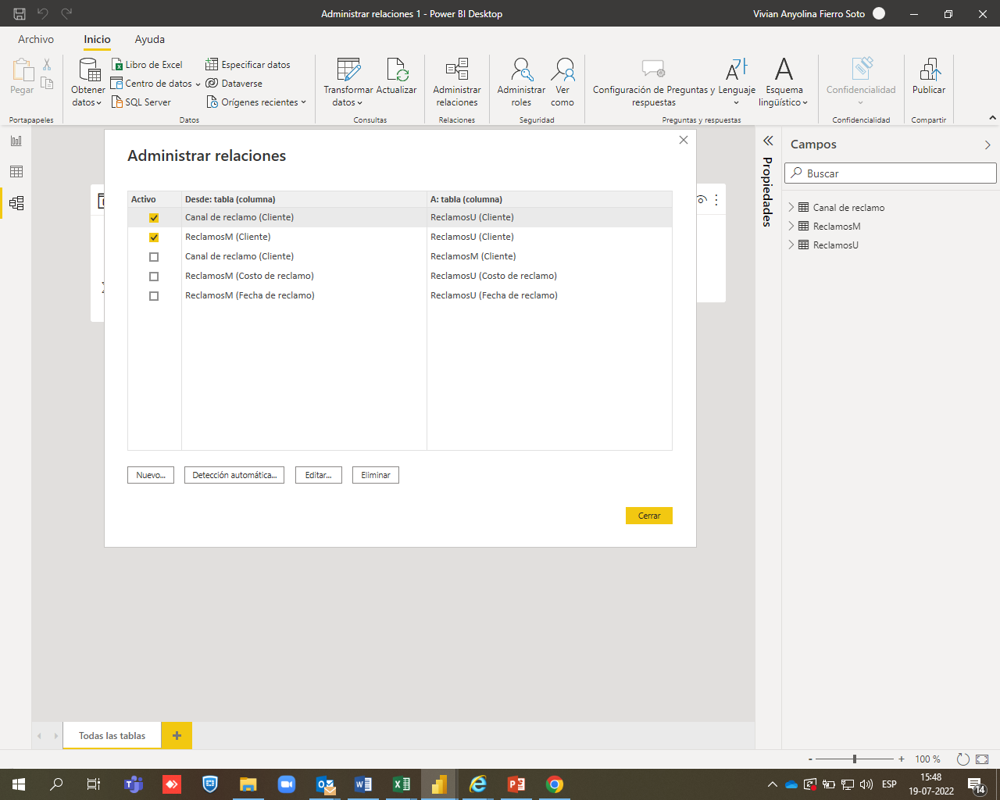 Administrar relaciones 1 - Power BI Desktop
Vivian Anyolina Fierro Soto
Archivo
Inicio
Ayuda
Pegar
Portapapeles
Obtener
datos
Libro de Excel
Centro de datos
SQL Server
Especificar datos
Dataverse
Orígenes recientes
Datos
Transformar
datos
Actualizar
Consultas
Administrar
relaciones
Relaciones
Administrar
roles
Ver
como
Seguridad
Configuración de Preguntas y
respuestas
Lenguaje
Esquema
lingüístico
Preguntas y respuestas
Confidencialidad
Confidencialidad
Publicar
Compartir
Administrar relaciones
Activo
Desde: tabla (columna)
A: tabla (columna)
Canal de reclamo (Cliente)
ReclamosU (Cliente)
ReclamosM (Cliente)
ReclamosU (Cliente)
Canal de reclamo (Cliente)
ReclamosM (Cliente)
ReclamosM (Costo de reclamo)
ReclamosU (Costo de reclamo)
ReclamosM (Fecha de reclamo)
ReclamosU (Fecha de reclamo)
Nuevo...
Detección automática...
Editar...
Eliminar
Cerrar
Propiedades
Campos
Buscar
Canal de reclamo
ReclamosM
ReclamosU
Todas las tablas
100 %
ESP
15:48
19-07-2022
14